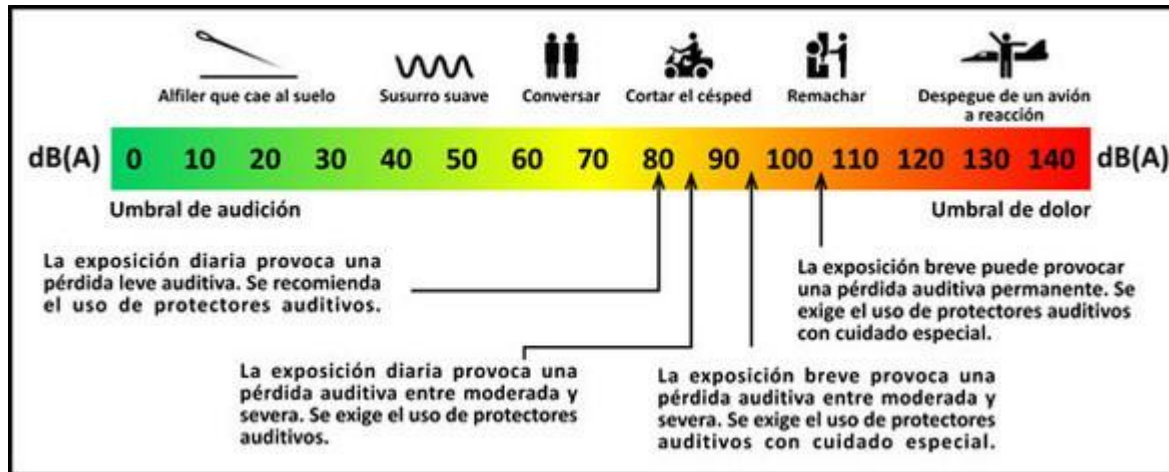 Alfiler que cae al suelo
Susurro suave
Conversar
Cortar el césped
Remachar
Despegue de un avión
a reacción
dB(A) 0 10 20 30 40 50 60 70 80 90 100 110 120 130 140 dB(A)
Umbral de audición
Umbral de dolor
La exposición diaria provoca una
pérdida leve auditiva. Se recomienda
el uso de protectores auditivos.
La exposición breve puede provocar
una pérdida auditiva permanente. Se
exige el uso de protectores auditivos
con cuidado especial.
La exposición diaria provoca una
pérdida auditiva entre moderada y
severa. Se exige el uso de protectores
auditivos.
La exposición breve provoca una
pérdida auditiva entre moderada y
severa. Se exige el uso de protectores
auditivos con cuidado especial.